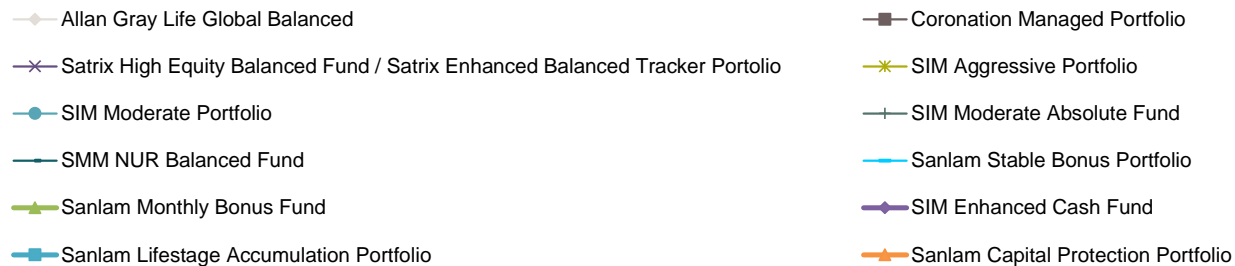 Allan Gray Life Global Balanced
Coronation Managed Portfolio
Satrix High Equity Balanced Fund / Satrix Enhanced Balanced Tracker Portolio
SIM Aggressive Portfolio
SIM Moderate Portfolio
SIM Moderate Absolute Fund
SMM NUR Balanced Fund
Sanlam Stable Bonus Portfolio
Sanlam Monthly Bonus Fund
SIM Enhanced Cash Fund
Sanlam Lifestage Accumulation Portfolio
Sanlam Capital Protection Portfolio